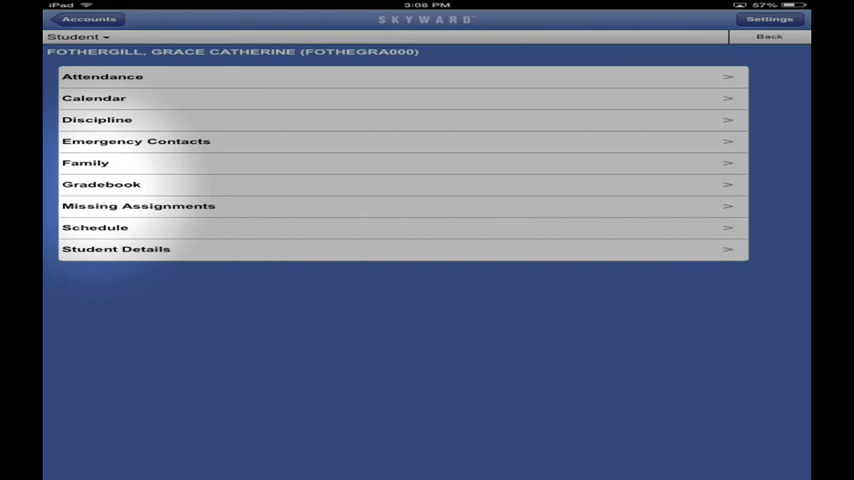 iPad 3:06 PM 57%
Accounts SKYWARD Settings
Student Back
FOTHERGILL, GRACE CATHERINE (FOTHEGRA000)
Attendance >
Calendar >
Discipline >
Emergency Contacts >
Family >
Gradebook >
Missing Assignments >
Schedule >
Student Details >